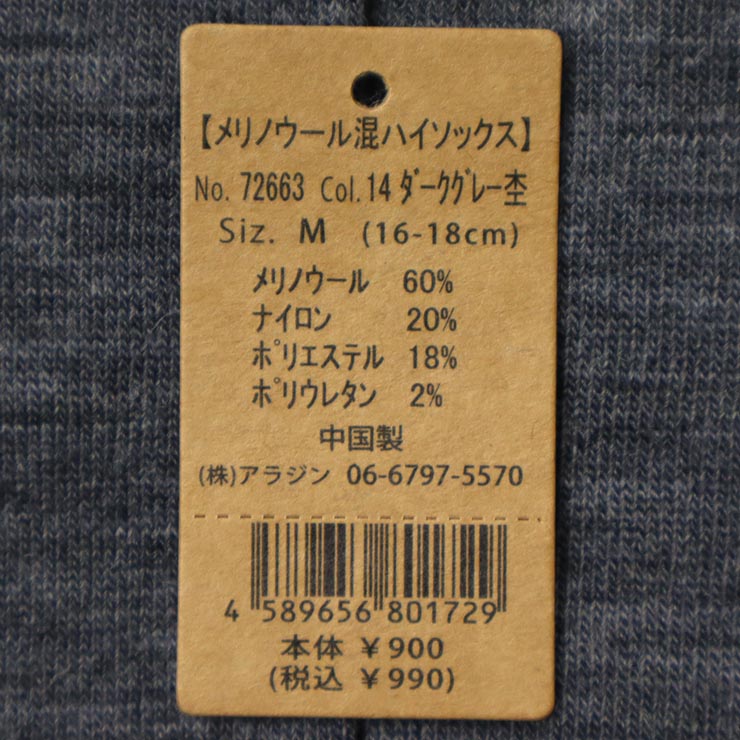 【メリノウール混ハイソックス】
No. 72663 Col.14 ダークグレー杢
Siz. M (16-18cm)
メリノウール 60%
ナイロン 20%
ポリエステル 18%
ポリウレタン 2%
中国製
(株)アラジン 06-6797-5570
4 589656 801729
本体 ¥900
(税込 ¥990)